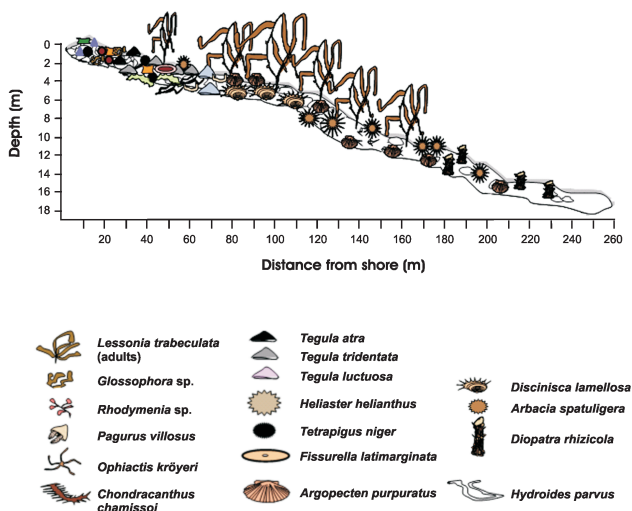 Depth (m)
0
2
4
6
8
10
12
14
16
18
20 40 60 80 100 120 140 160 180 200 220 240 260
Distance from shore (m)
Lessonia trabeculata
(adults)
Glossophora sp.
Rhodymenia sp.
Pagurus villosus
Ophiactis kröyeri
Chondracanthus
chamissoi
Tegula atra
Tegula tridentata
Tegula luctuosa
Heliaster helianthus
Tetrapigus niger
Fissurella latimarginata
Argopecten purpuratus
Discinisca lamellosa
Arbacia spatuligera
Diopatra rhizicola
Hydroides parvus